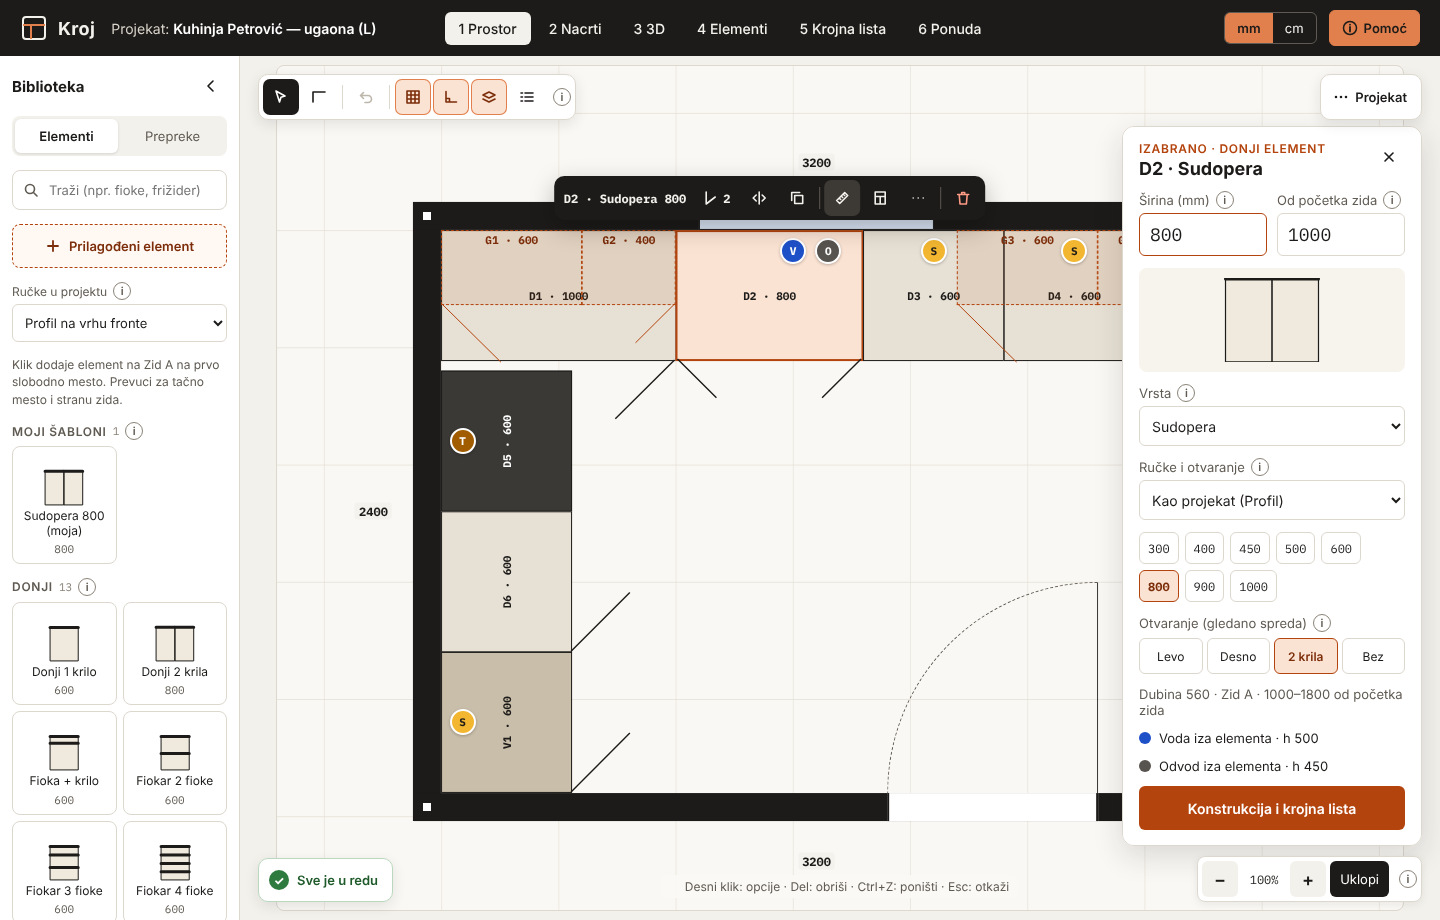 Kroj
Projekat: Kuhinja Petrović — ugaona (L)
1 Prostor
2 Nacrti
3 3D
4 Elementi
5 Krojna lista
6 Ponuda
mm
cm
Pomoć
Biblioteka
Elementi
Prepreke
Traži (npr. fioke, frižider)
Prilagođeni element
Ručke u projektu
Profil na vrhu fronte
Klik dodaje element na Zid A na prvo
slobodno mesto. Prevuci za tačno
mesto i stranu zida.
MOJI ŠABLONI 1
Sudopera 800
(moja)
800
DONJI 13
Donji 1 krilo
600
Donji 2 krila
800
Fioka + krilo
600
Fiokar 2 fioke
600
Fiokar 3 fioke
600
Fiokar 4 fioke
600
Projekat
3200
D2 · Sudopera 800
2
G1 · 600
G2 · 400
V
O
S
G3 · 600
S
D1 · 1000
D2 · 800
D3 · 600
D4 · 600
T
D5 · 600
2400
D6 · 600
S
V1 · 600
3200
Sve je u redu
Desni klik: opcije · Del: obriši · Ctrl+Z: poništi · Esc: otkaži
IZABRANO · DONJI ELEMENT
D2 · Sudopera
Širina (mm)
Od početka zida
800
1000
Vrsta
Sudopera
Ručke i otvaranje
Kao projekat (Profil)
300
400
450
500
600
800
900
1000
Otvaranje (gledano spreda)
Levo
Desno
2 krila
Bez
Dubina 560 · Zid A · 1000–1800 od početka
zida
Voda iza elementa · h 500
Odvod iza elementa · h 450
Konstrukcija i krojna lista
100%
Uklopi